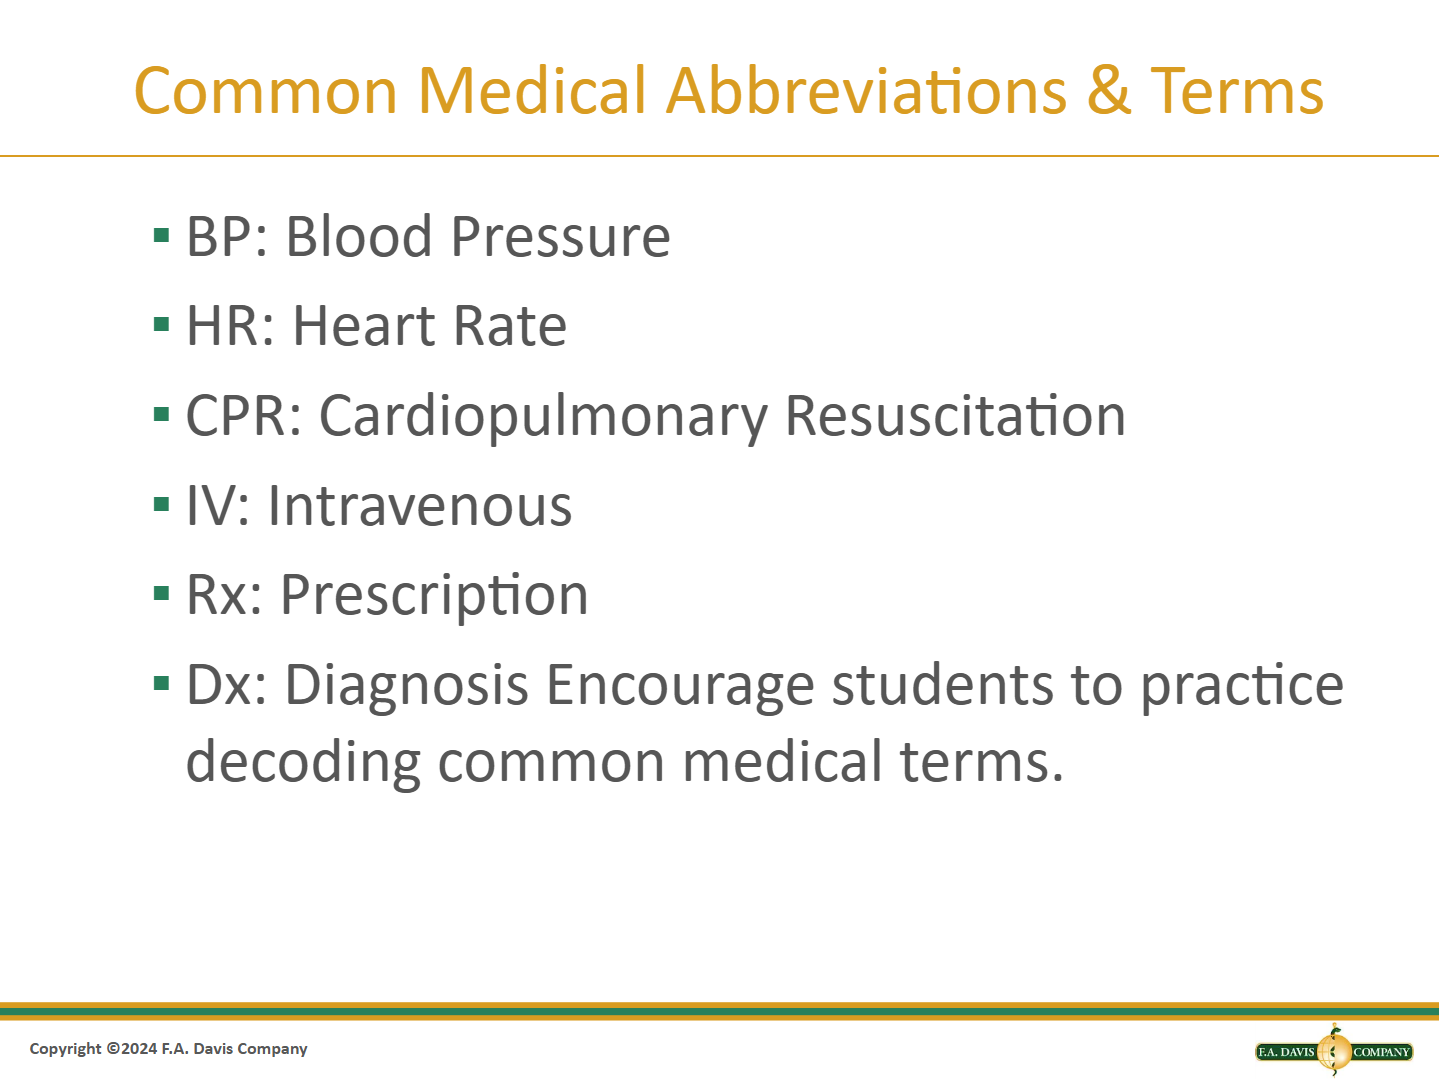 Common Medical Abbreviations & Terms
▪ BP: Blood Pressure
▪ HR: Heart Rate
▪ CPR: Cardiopulmonary Resuscitation
▪ IV: Intravenous
▪ Rx: Prescription
▪ Dx: Diagnosis Encourage students to practice
decoding common medical terms.
Copyright ©2024 F.A. Davis Company
F.A. DAVIS COMPANY